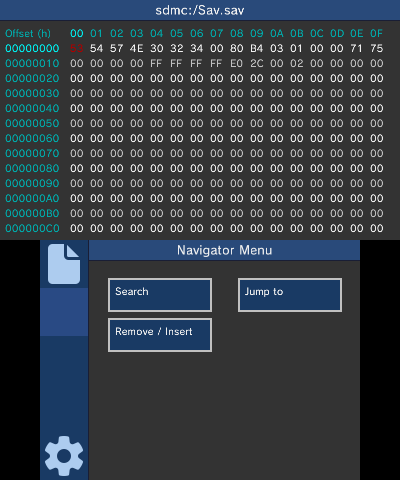 sdmc:/Sav.sav
Offset (h) 00 01 02 03 04 05 06 07 08 09 0A 0B 0C 0D 0E 0F
00000000 54 57 4E 30 32 34 00 80 B4 03 01 00 00 71 75
00000010 00 00 00 00 FF FF FF FF E0 2C 00 02 00 00 00 00
00000020 00 00 00 00 00 00 00 00 00 00 00 00 00 00 00 00
00000030 00 00 00 00 00 00 00 00 00 00 00 00 00 00 00 00
00000040 00 00 00 00 00 00 00 00 00 00 00 00 00 00 00 00
00000050 00 00 00 00 00 00 00 00 00 00 00 00 00 00 00 00
00000060 00 00 00 00 00 00 00 00 00 00 00 00 00 00 00 00
00000070 00 00 00 00 00 00 00 00 00 00 00 00 00 00 00 00
00000080 00 00 00 00 00 00 00 00 00 00 00 00 00 00 00 00
00000090 00 00 00 00 00 00 00 00 00 00 00 00 00 00 00 00
000000A0 00 00 00 00 00 00 00 00 00 00 00 00 00 00 00 00
000000B0 00 00 00 00 00 00 00 00 00 00 00 00 00 00 00 00
000000C0 00 00 00 00 00 00 00 00 00 00 00 00 00 00 00 00
Navigator Menu
Search
Jump to
Remove / Insert